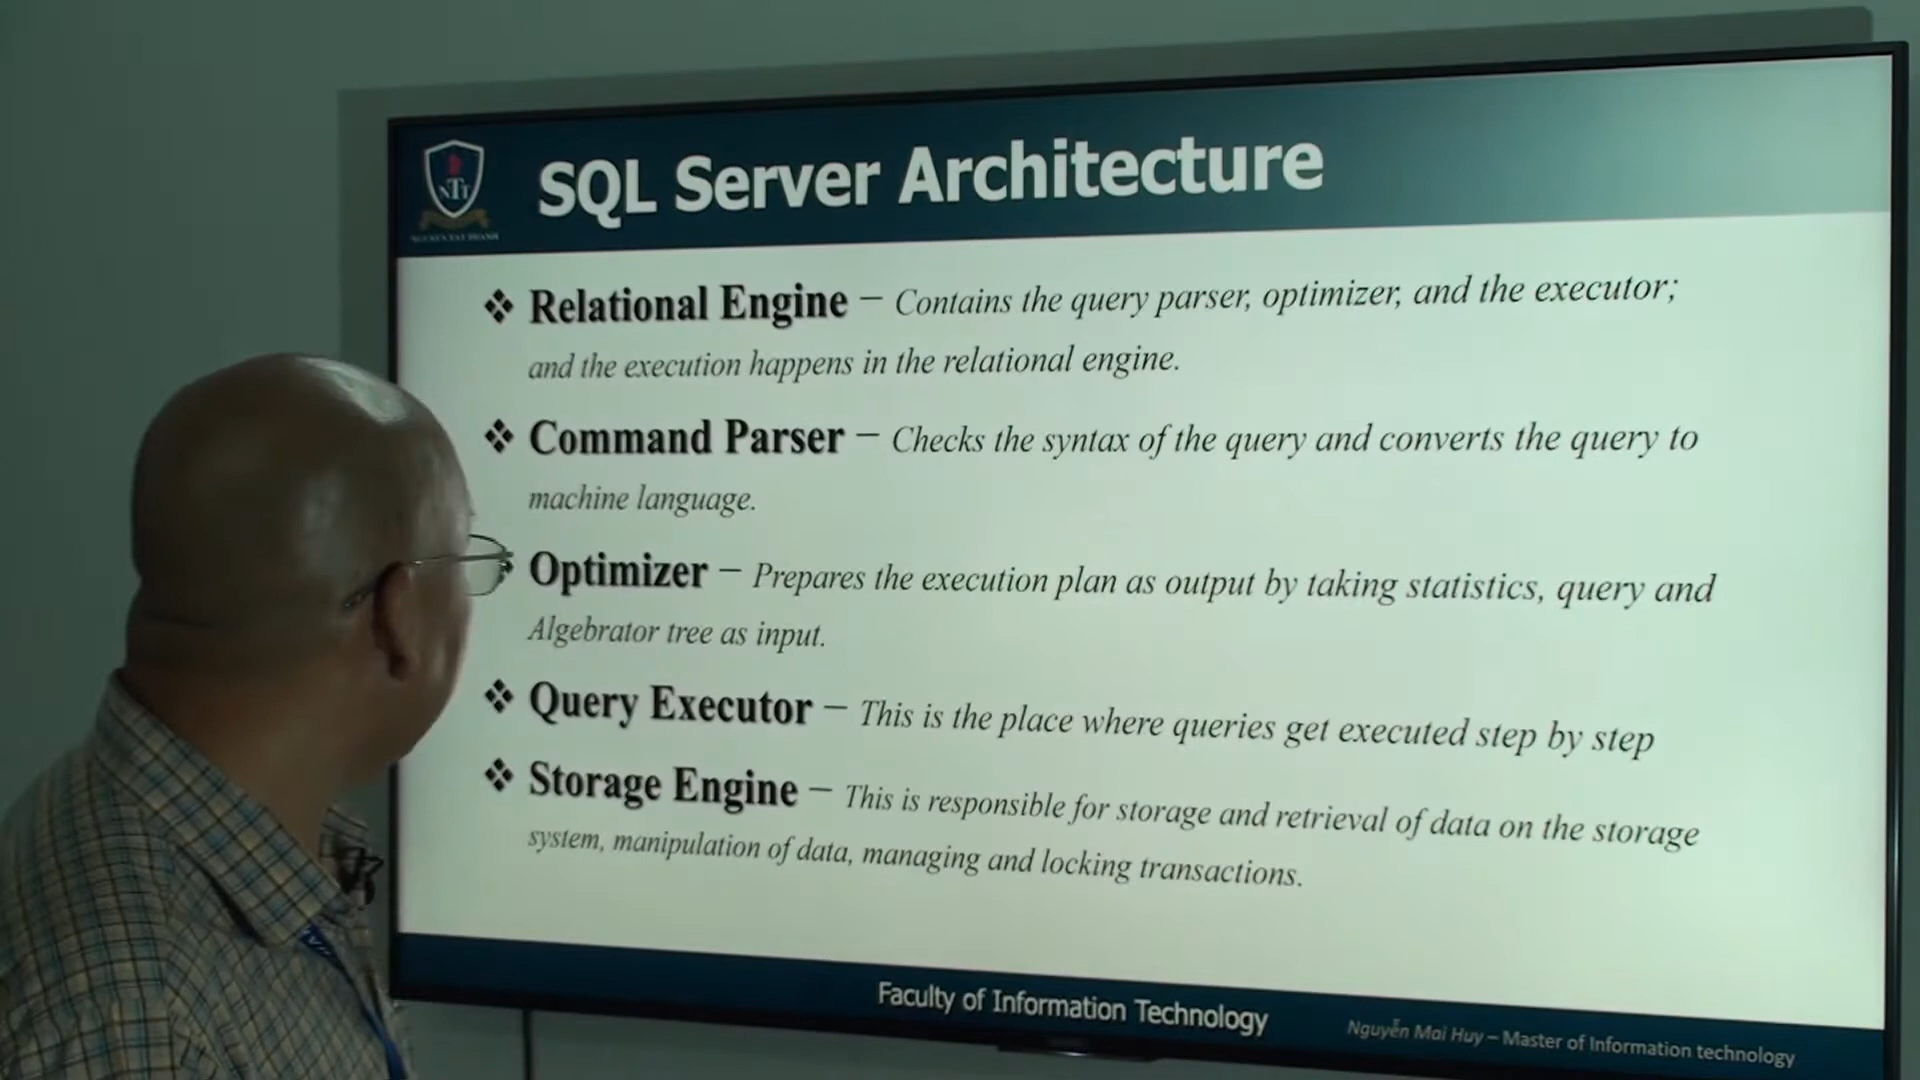 NTT
NGUYEN TAT THANH
SQL Server Architecture
❖ Relational Engine – Contains the query parser, optimizer, and the executor;
and the execution happens in the relational engine.
❖ Command Parser – Checks the syntax of the query and converts the query to
machine language.
Optimizer – Prepares the execution plan as output by taking statistics, query and
Algebrator tree as input.
❖ Query Executor – This is the place where queries get executed step by step
❖ Storage Engine – This is responsible for storage and retrieval of data on the storage
system, manipulation of data, managing and locking transactions.
Faculty of Information Technology
Nguyễn Mai Huy – Master of Information technology